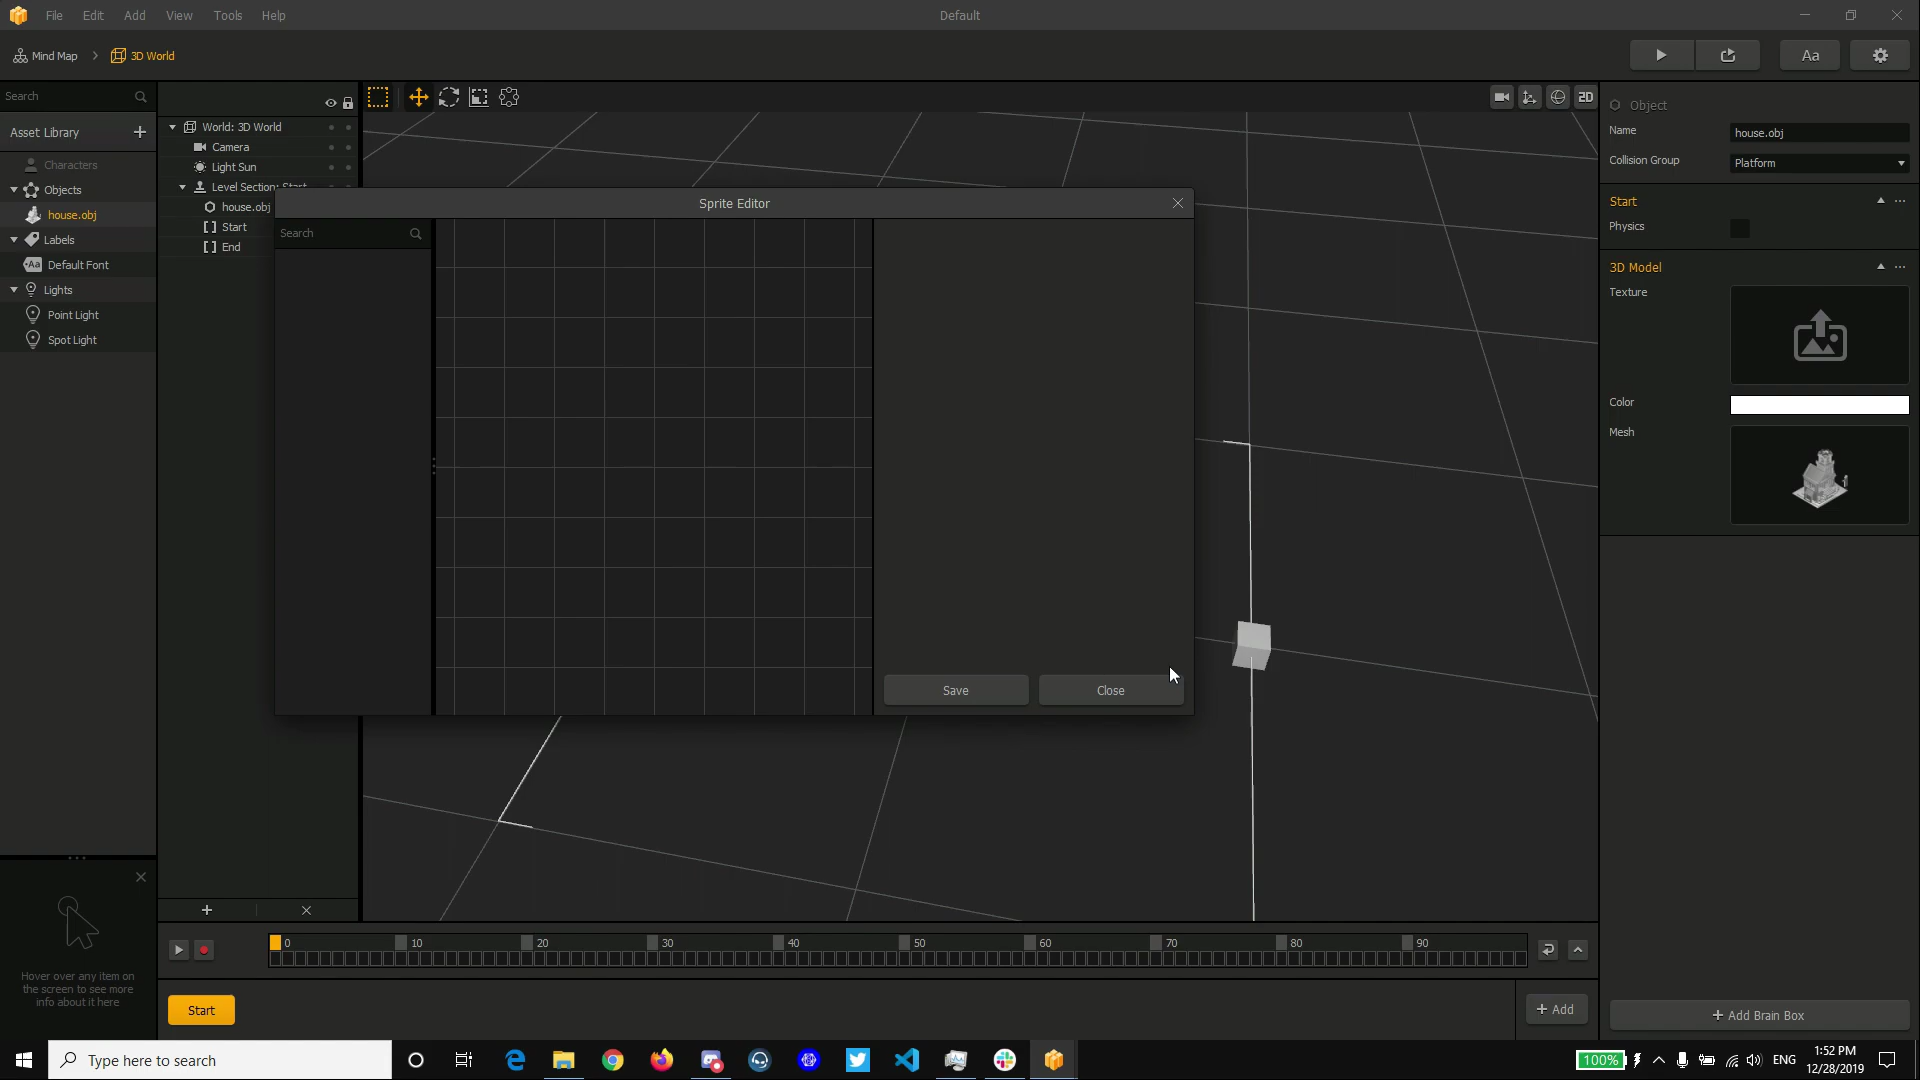 File Edit Add View Tools Help
Default
Mind Map
3D World
Aa
Search
Asset Library
Characters
Objects
house.obj
Labels
Aa
Default Font
Lights
Point Light
Spot Light
World: 3D World
Camera
Light Sun
Level Section: Start
house.obj
Start
End
2D
Sprite Editor
Search
Save
Close
Object
Name
house.obj
Collision Group
Platform
Start
Physics
3D Model
Texture
Color
Mesh
Hover over any item on
the screen to see more
info about it here
0 10 20 30 40 50 60 70 80 90
Start
+ Add
+ Add Brain Box
Type here to search
100%
ENG
1:52 PM
12/28/2019